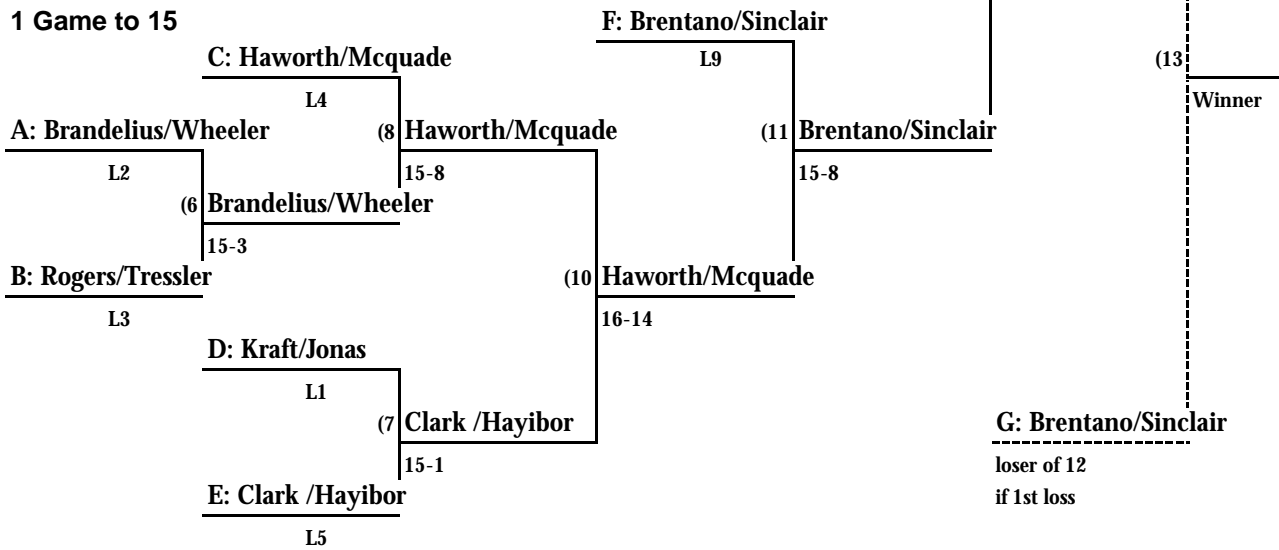 1 Game to 15
F: Brentano/Sinclair
C: Haworth/Mcquade
L9
(13
L4
Winner
A: Brandelius/Wheeler
(8 Haworth/Mcquade
(11 Brentano/Sinclair
L2
15-8
15-8
(6 Brandelius/Wheeler
15-3
B: Rogers/Tressler
(10 Haworth/Mcquade
L3
16-14
D: Kraft/Jonas
L1
(7 Clark /Hayibor
G: Brentano/Sinclair
15-1
loser of 12
E: Clark /Hayibor
if 1st loss
L5